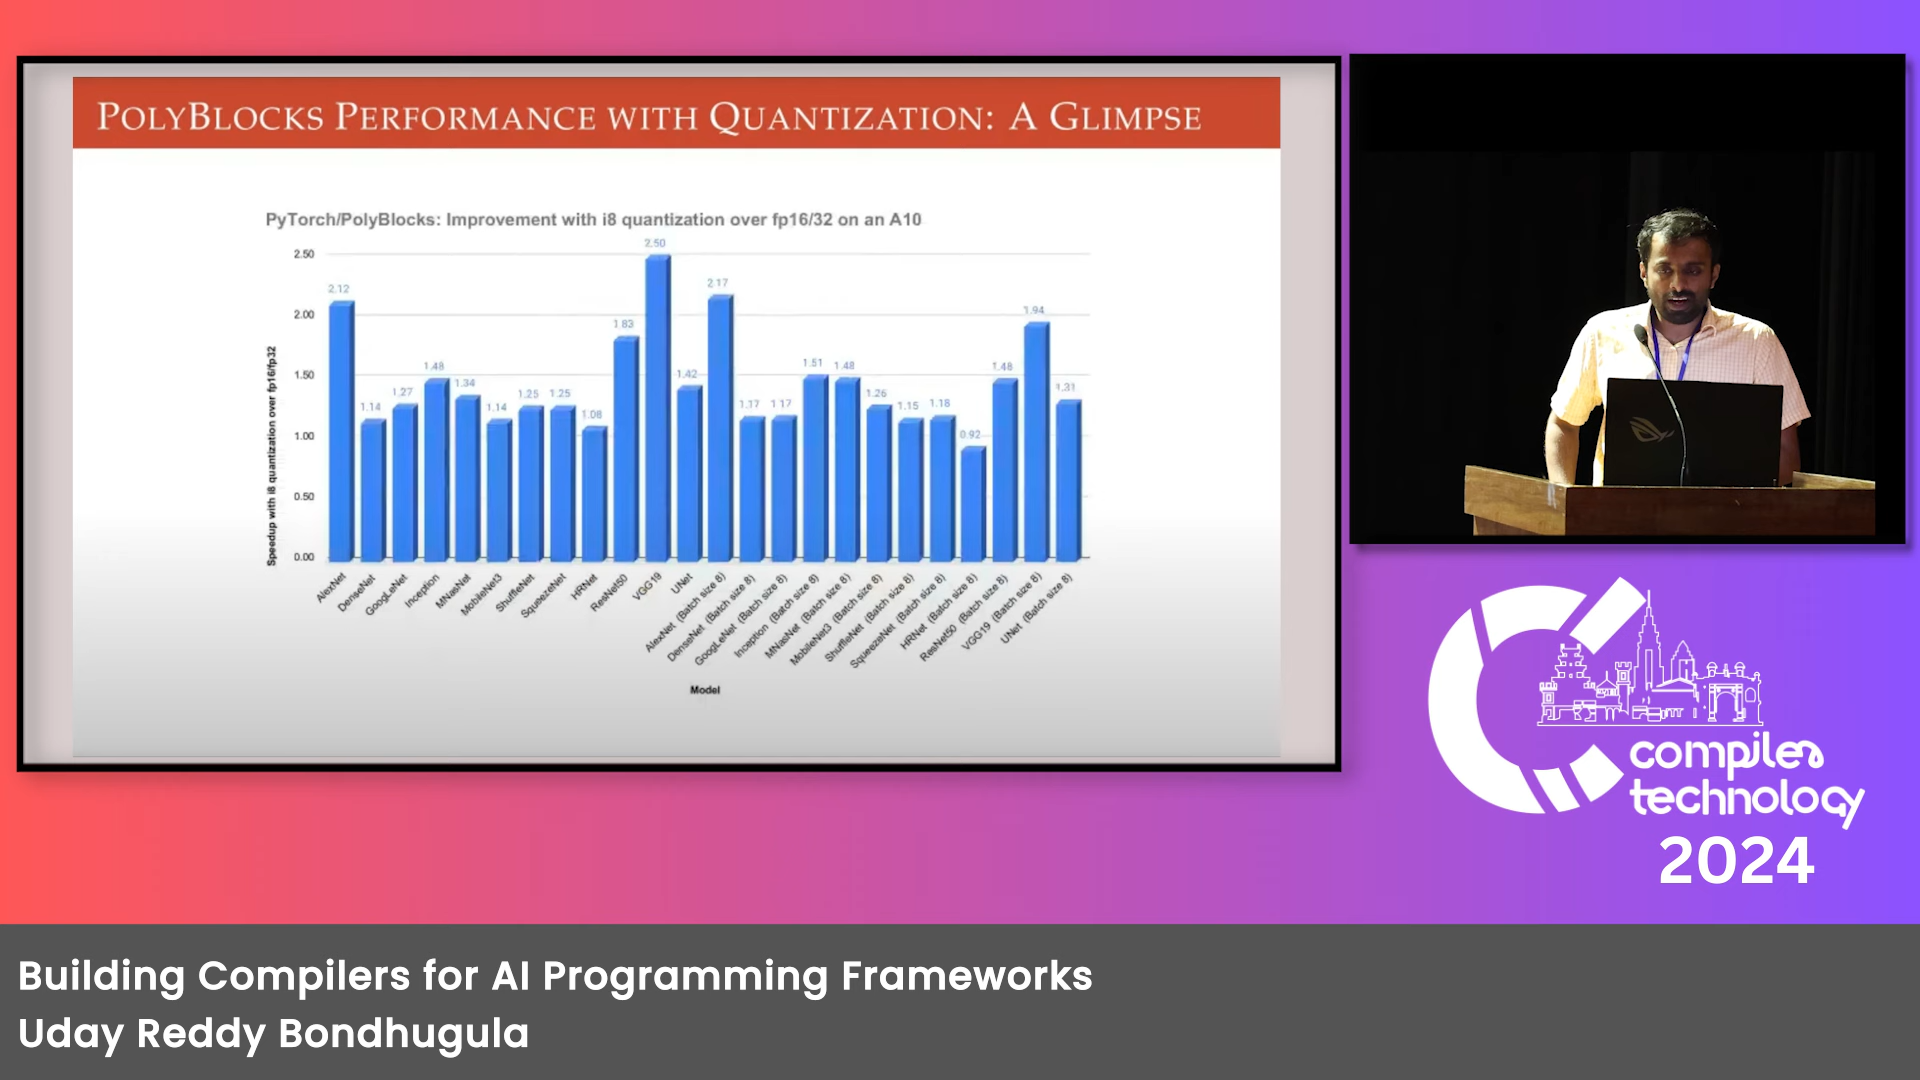 POLYBLOCKS PERFORMANCE WITH QUANTIZATION: A GLIMPSE
PyTorch/PolyBlocks: Improvement with i8 quantization over fp16/32 on an A10
Speedup with i8 quantization over fp16/fp32
2.50
2.00
1.50
1.00
0.50
0.00
2.12
1.14
1.27
1.48
1.34
1.14
1.25
1.25
1.08
1.83
2.50
1.42
2.17
1.17
1.17
1.51
1.48
1.26
1.15
1.18
0.92
1.48
1.94
1.31
AlexNet
DenseNet
GoogLeNet
Inception
MNasNet
MobileNet3
ShuffleNet
SqueezeNet
HRNet
ResNet50
VGG19
UNet
AlexNet (Batch size 8)
DenseNet (Batch size 8)
GoogLeNet (Batch size 8)
Inception (Batch size 8)
MNasNet (Batch size 8)
MobileNet3 (Batch size 8)
ShuffleNet (Batch size 8)
SqueezeNet (Batch size 8)
HRNet (Batch size 8)
ResNet50 (Batch size 8)
VGG19 (Batch size 8)
UNet (Batch size 8)
Model
compiler
technology
2024
Building Compilers for AI Programming Frameworks
Uday Reddy Bondhugula